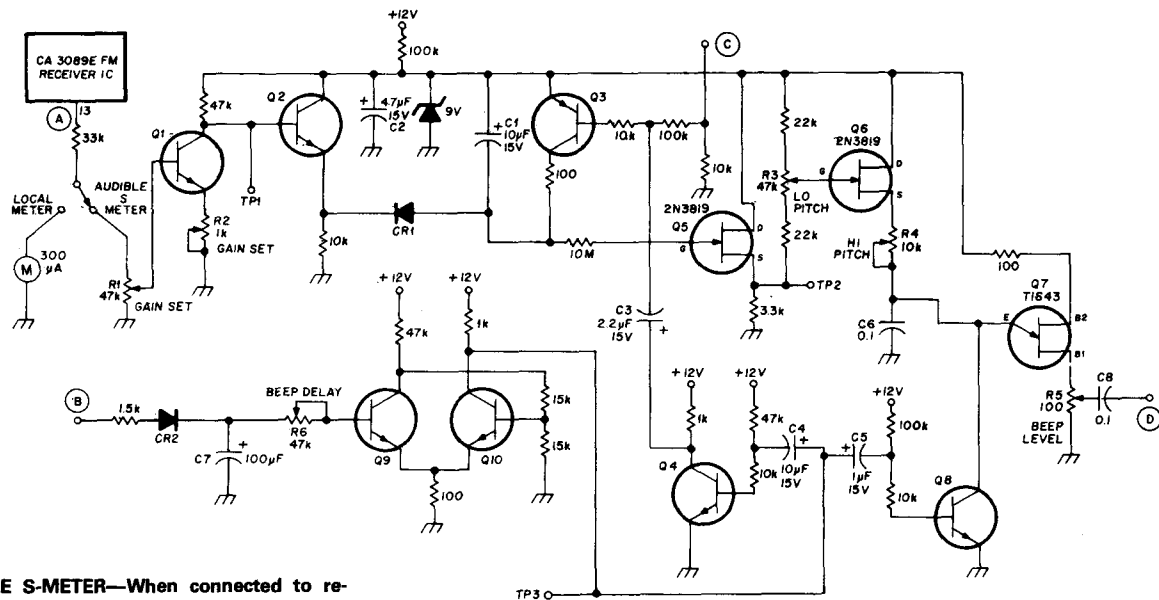 +12V
100k
CA 3089E FM
RECEIVER IC
13
A
33k
47k
Q1
Q2
4.7µF
15V
C2
9V
C1
10µF
15V
Q3
10k
100k
C
10k
22k
Q6
2N3819
G
D
S
R3
47k
LO
PITCH
22k
LOCAL
METER
AUDIBLE
S
METER
TP1
R2
1k
GAIN SET
10k
CR1
100
10M
2N3819
Q5
G
D
S
HI
PITCH
R4
10k
100
Q7
TI643
M
300
µA
R1
47k
GAIN SET
TP2
3.3k
C6
0.1
E
B2
B1
+12V
47k
+12V
1k
C3
2.2µF
15V
+12V
1k
+12V
47k
C4
10µF
15V
C5
1µF
15V
+12V
100k
R5
100
BEEP
LEVEL
C8
0.1
D
B
1.5k
CR2
BEEP DELAY
R6
47k
15k
15k
C7
100µF
Q9
Q10
100
Q4
10k
10k
Q8
E S-METER—When connected to re-
TP3